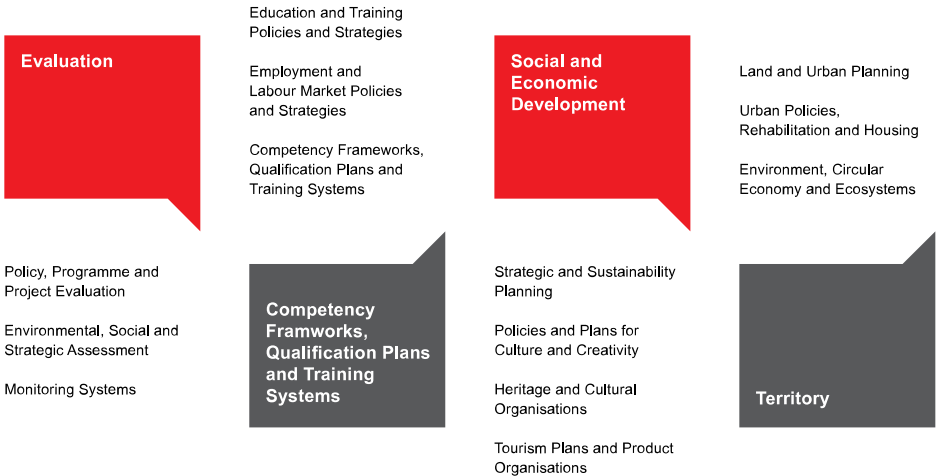 Evaluation
Policy, Programme and
Project Evaluation
Environmental, Social and
Strategic Assessment
Monitoring Systems
Education and Training
Policies and Strategies
Employment and
Labour Market Policies
and Strategies
Competency Frameworks,
Qualification Plans and
Training Systems
Competency
Framworks,
Qualification Plans
and Training
Systems
Social and
Economic
Development
Strategic and Sustainability
Planning
Policies and Plans for
Culture and Creativity
Heritage and Cultural
Organisations
Tourism Plans and Product
Organisations
Land and Urban Planning
Urban Policies,
Rehabilitation and Housing
Environment, Circular
Economy and Ecosystems
Territory